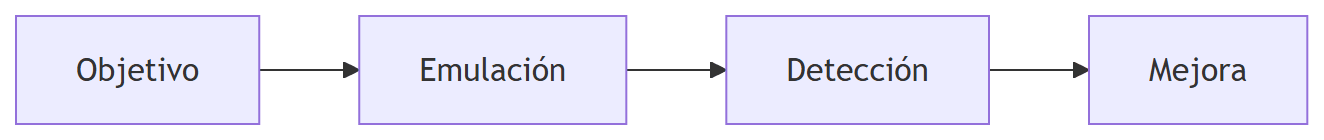 Objetivo
Emulación
Detección
Mejora